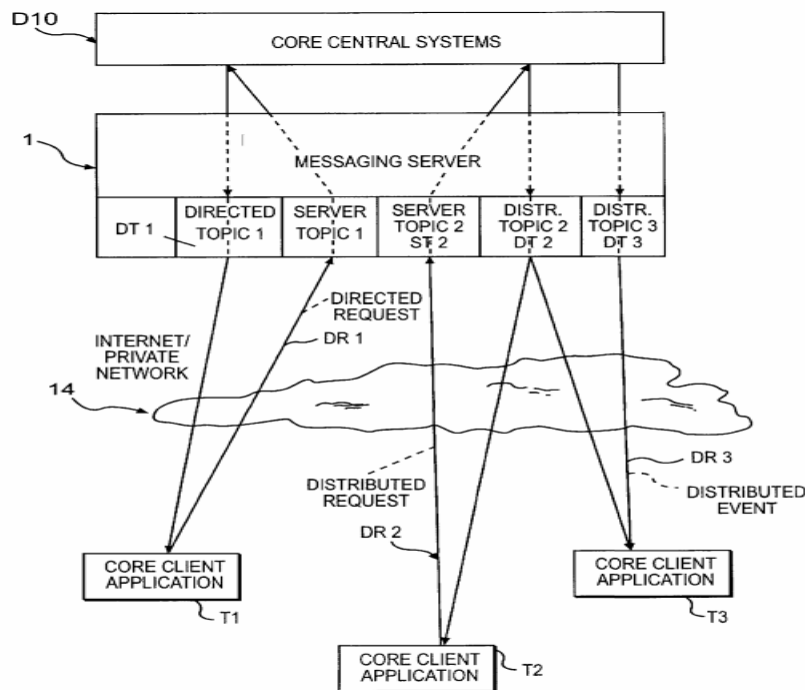 D10
CORE CENTRAL SYSTEMS
1
MESSAGING SERVER
DT 1
DIRECTED
TOPIC 1
SERVER
TOPIC 1
SERVER
TOPIC 2
ST 2
DISTR.
TOPIC 2
DT 2
DISTR.
TOPIC 3
DT 3
DIRECTED
REQUEST
DR 1
INTERNET/
PRIVATE
NETWORK
14
DISTRIBUTED
REQUEST
DR 2
DR 3
DISTRIBUTED
EVENT
CORE CLIENT
APPLICATION
T1
CORE CLIENT
APPLICATION
T3
CORE CLIENT
APPLICATION
T2